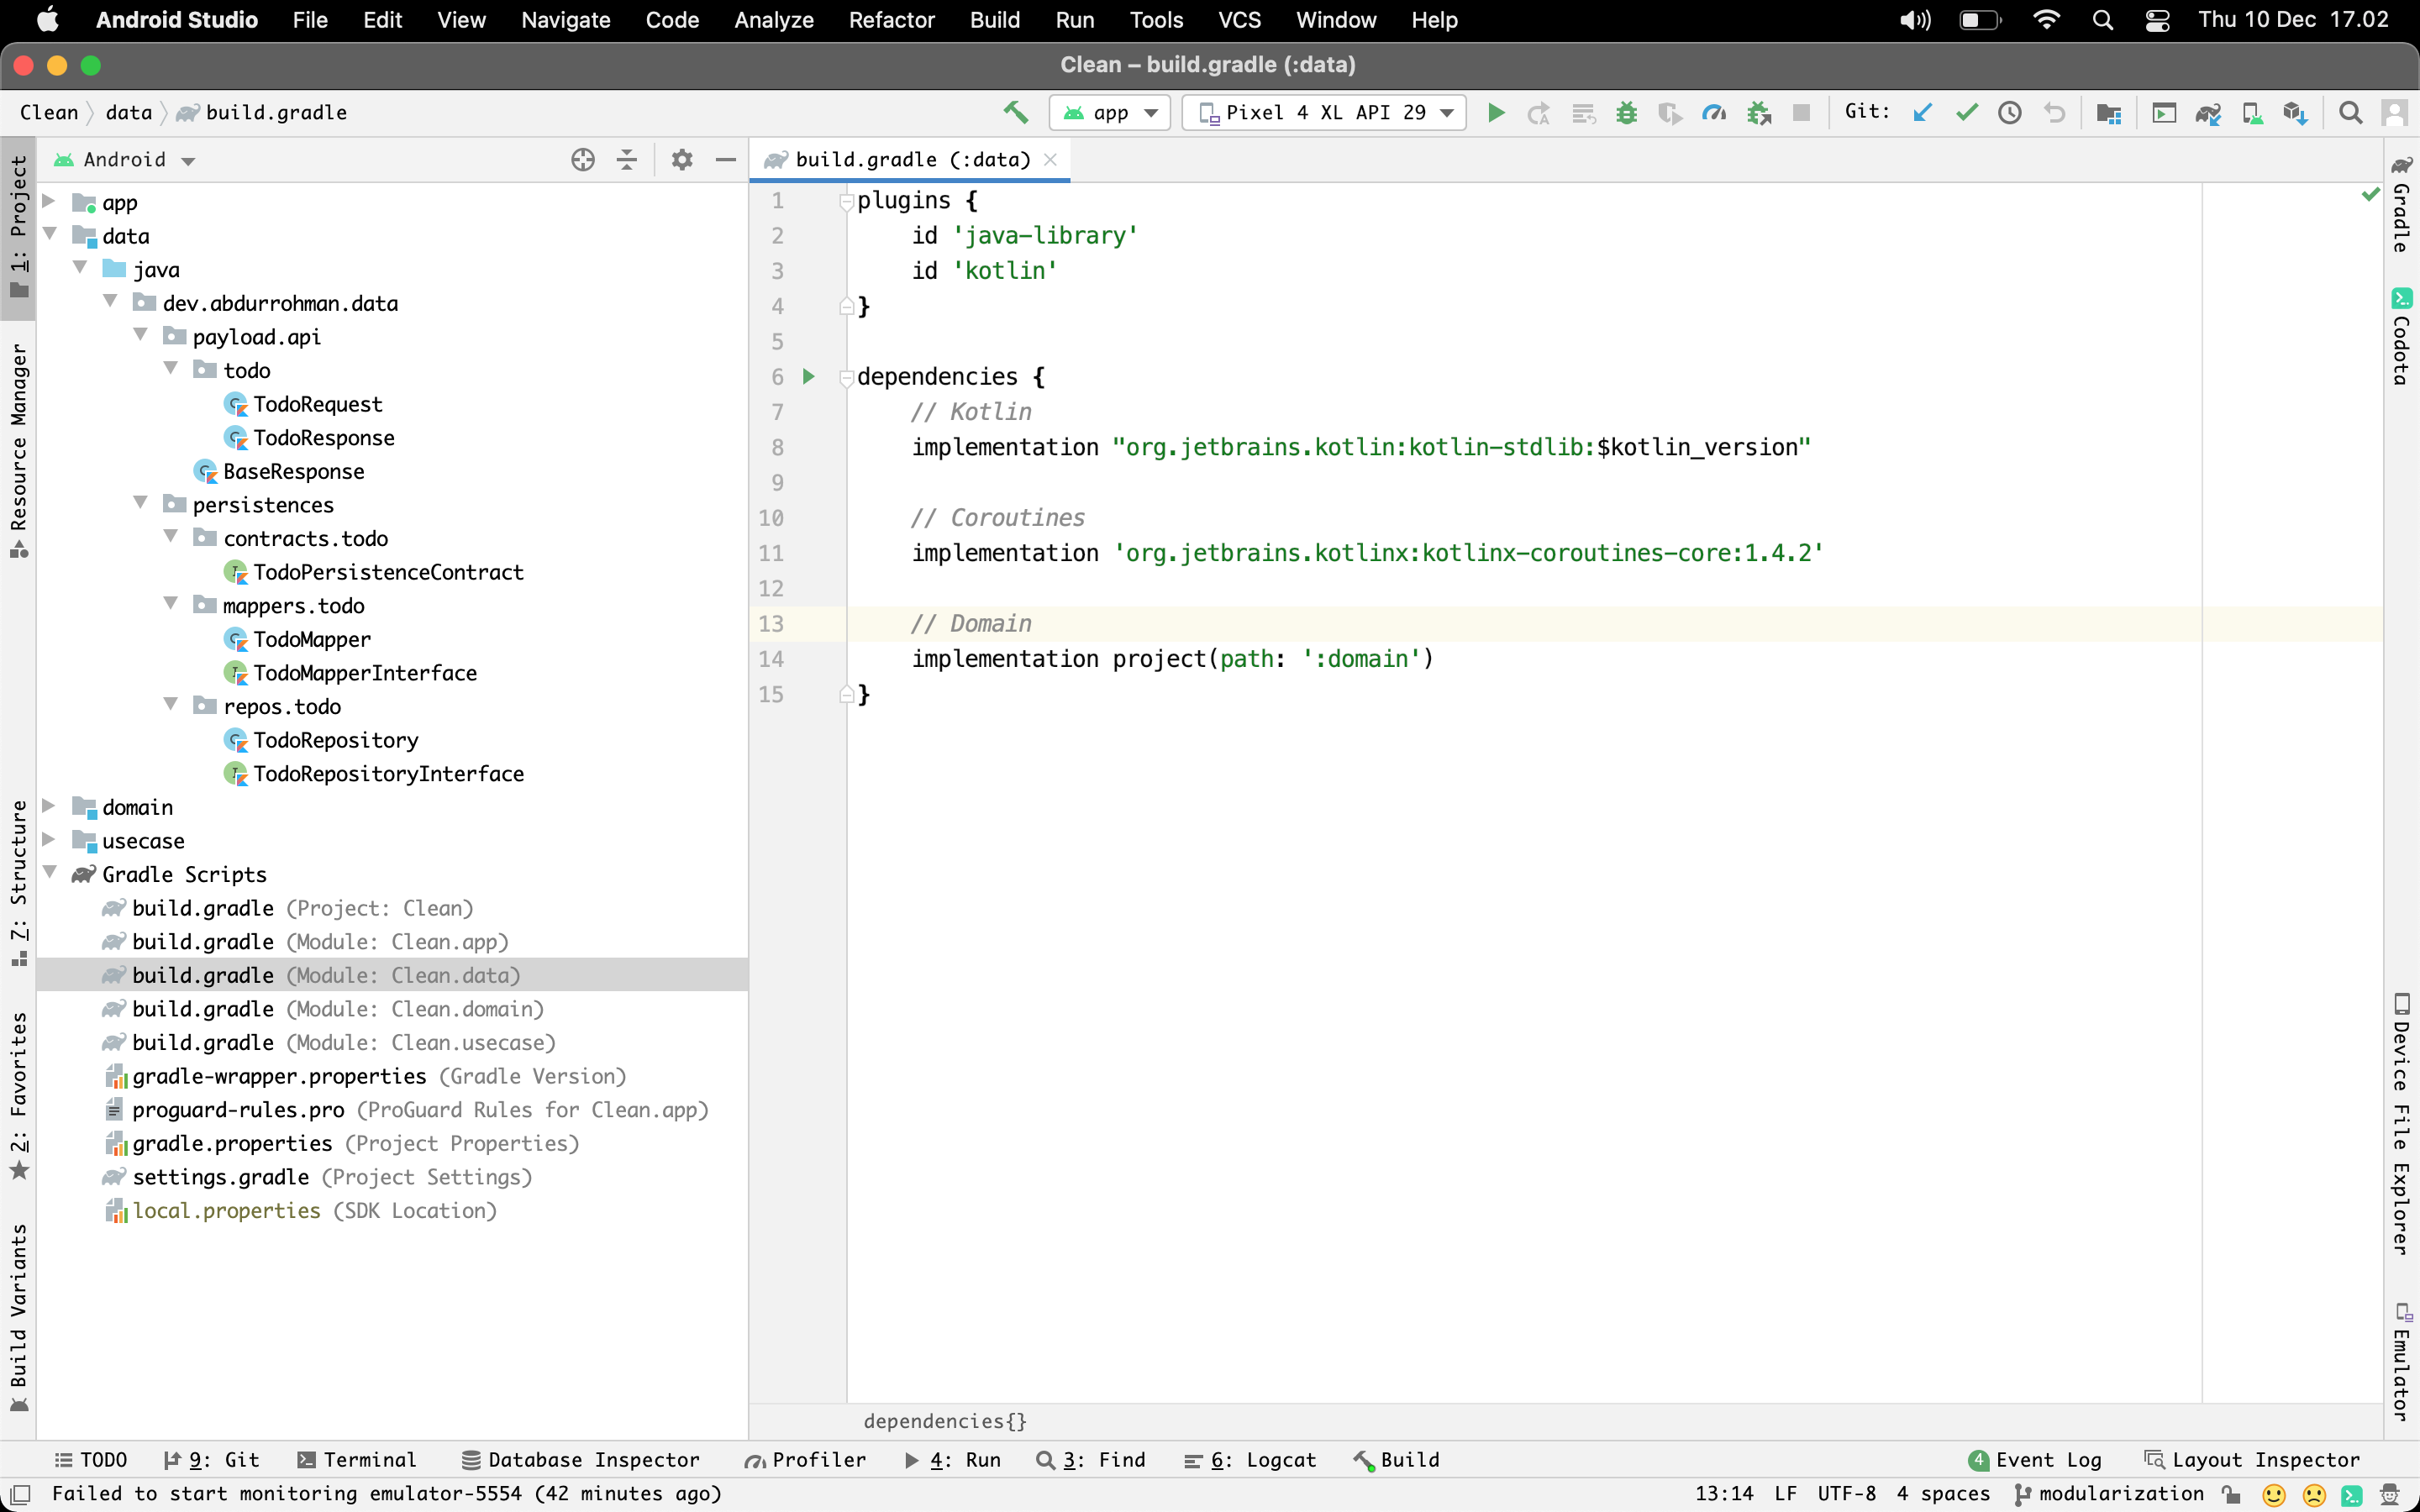 Android Studio File Edit View Navigate Code Analyze Refactor Build Run Tools VCS Window Help Thu 10 Dec 17.02
Clean – build.gradle (:data)
Clean data build.gradle app Pixel 4 XL API 29 Git:
1: Project
Resource Manager
7: Structure
2: Favorites
Build Variants
Android
app
data
java
dev.abdurrohman.data
payload.api
todo
TodoRequest
TodoResponse
BaseResponse
persistences
contracts.todo
TodoPersistenceContract
mappers.todo
TodoMapper
TodoMapperInterface
repos.todo
TodoRepository
TodoRepositoryInterface
domain
usecase
Gradle Scripts
build.gradle (Project: Clean)
build.gradle (Module: Clean.app)
build.gradle (Module: Clean.data)
build.gradle (Module: Clean.domain)
build.gradle (Module: Clean.usecase)
gradle-wrapper.properties (Gradle Version)
proguard-rules.pro (ProGuard Rules for Clean.app)
gradle.properties (Project Properties)
settings.gradle (Project Settings)
local.properties (SDK Location)
build.gradle (:data)
1 plugins {
2 id 'java-library'
3 id 'kotlin'
4 }
5
6 dependencies {
7 // Kotlin
8 implementation "org.jetbrains.kotlin:kotlin-stdlib:$kotlin_version"
9
10 // Coroutines
11 implementation 'org.jetbrains.kotlinx:kotlinx-coroutines-core:1.4.2'
12
13 // Domain
14 implementation project(path: ':domain')
15 }
dependencies{}
Gradle
Codota
Device File Explorer
Emulator
TODO 9: Git Terminal Database Inspector Profiler 4: Run 3: Find 6: Logcat Build 4 Event Log Layout Inspector
Failed to start monitoring emulator-5554 (42 minutes ago) 13:14 LF UTF-8 4 spaces modularization